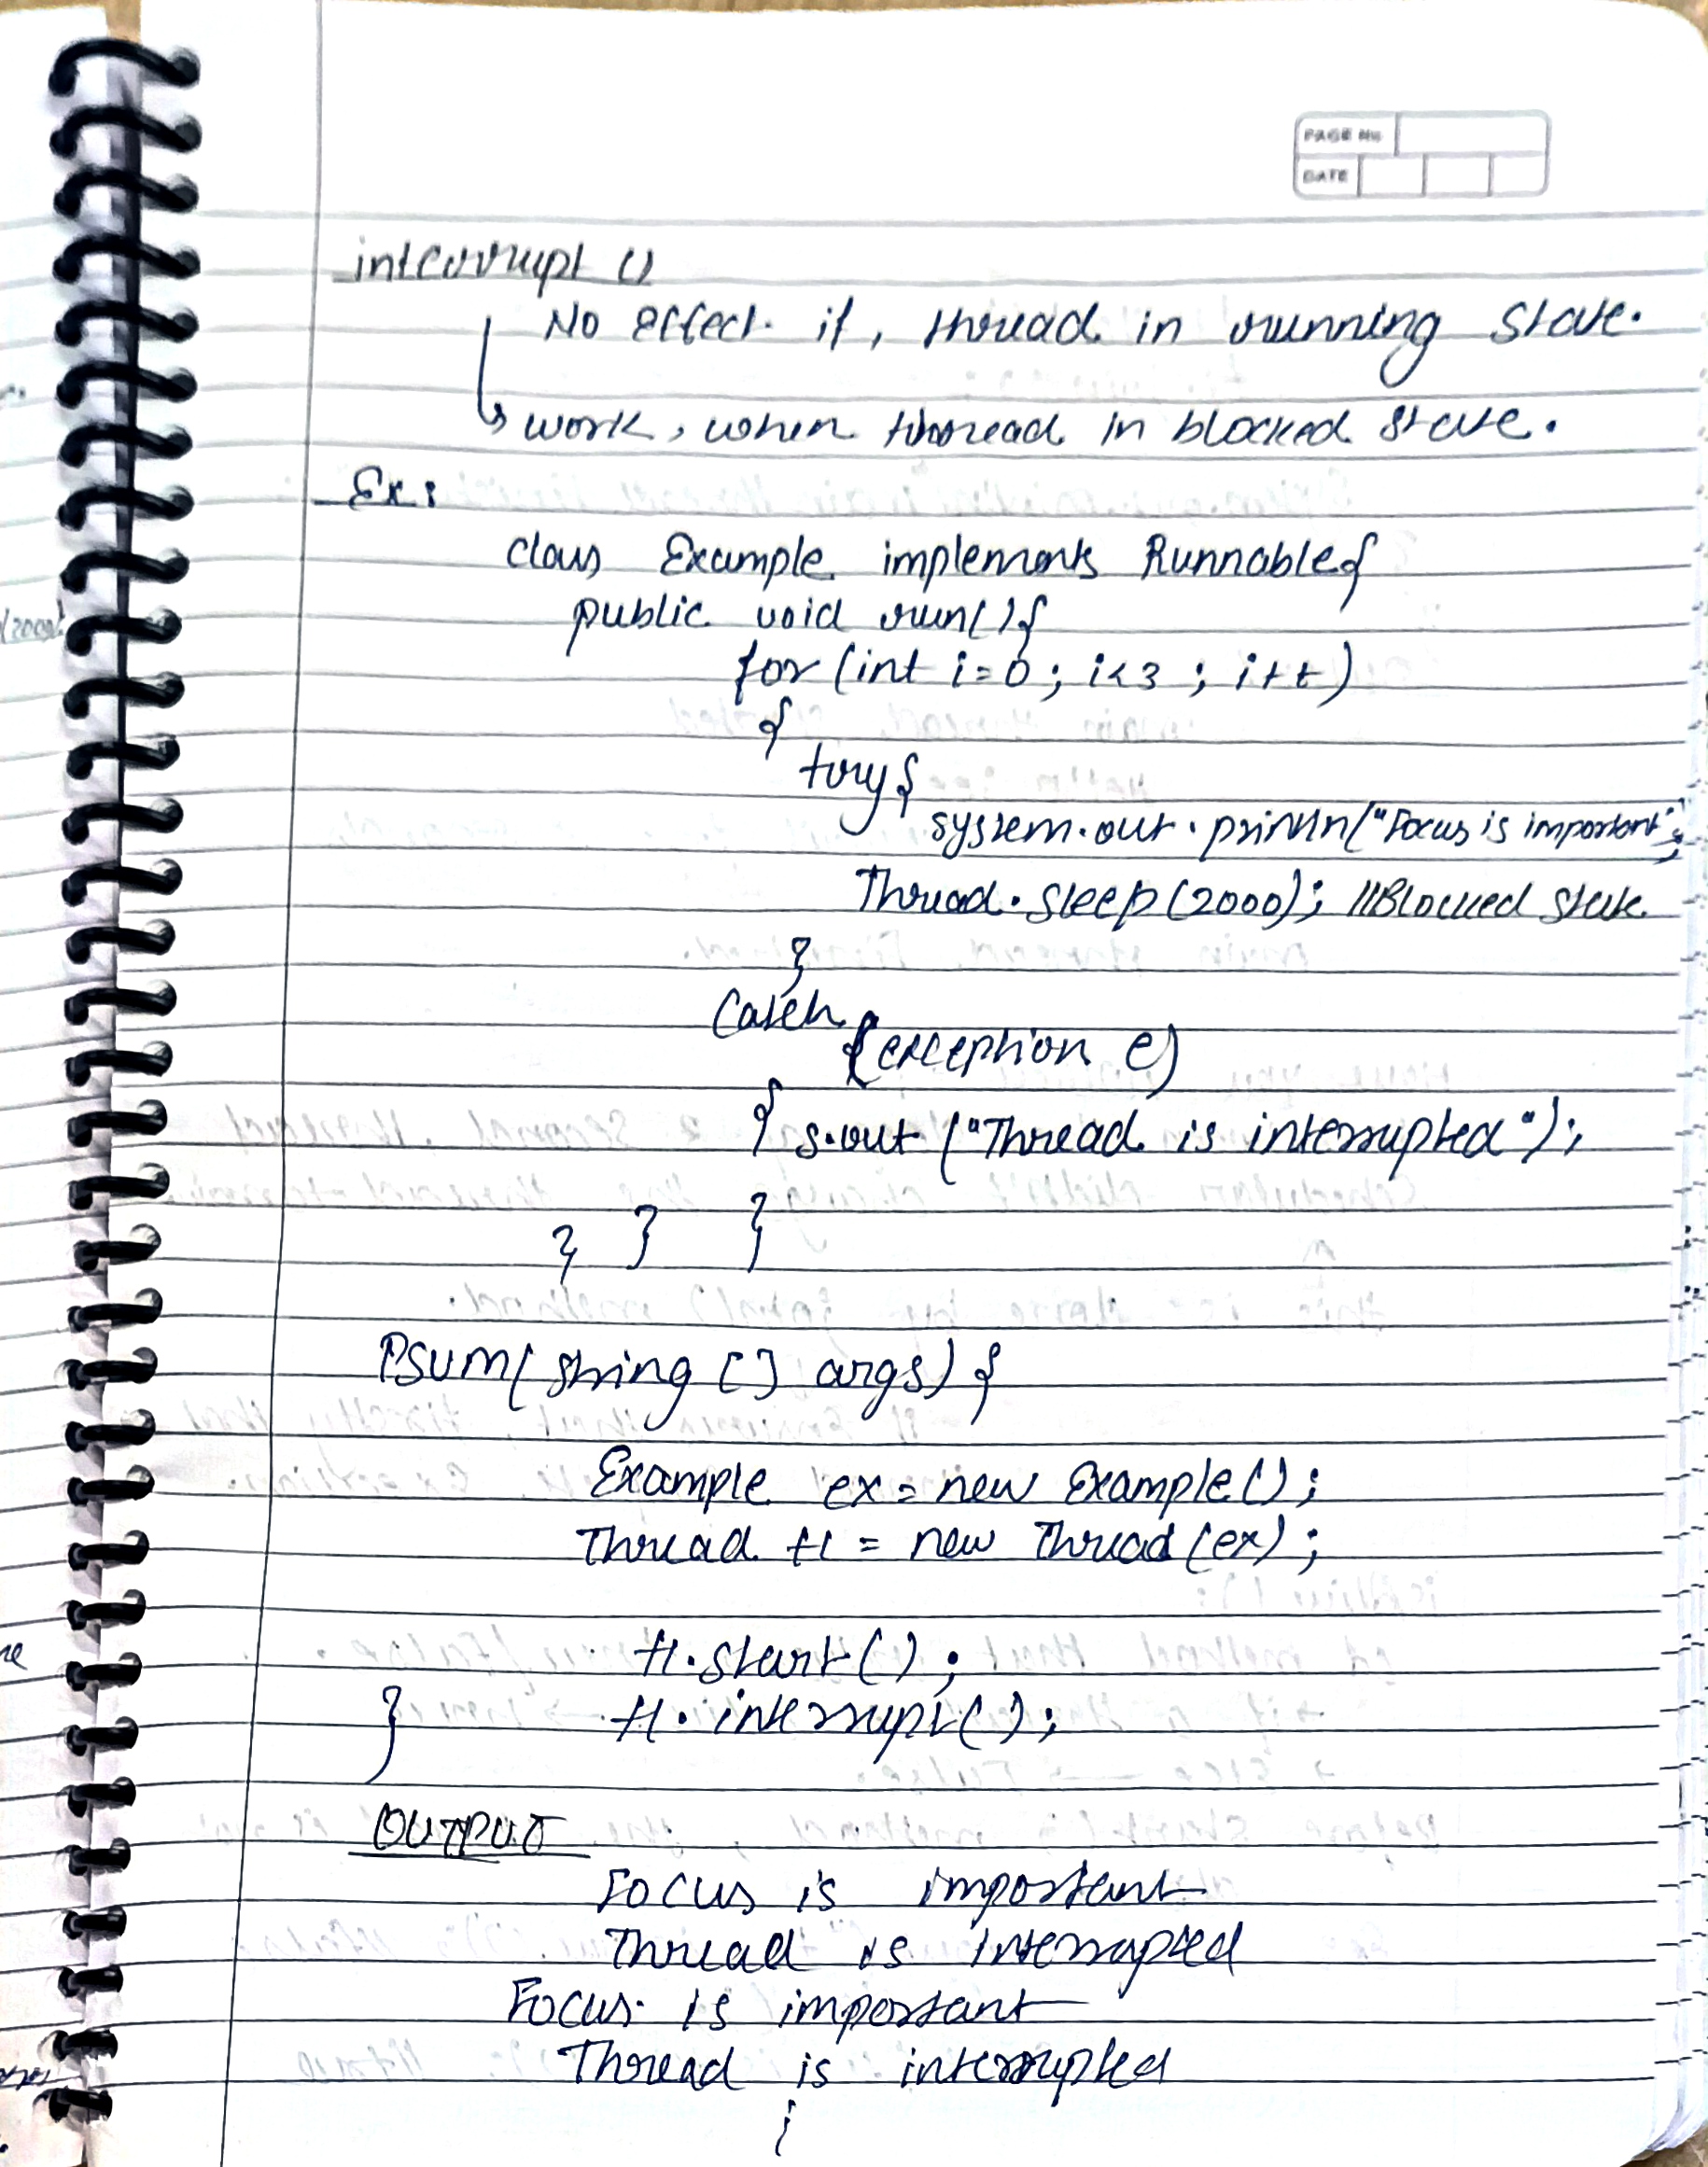 PAGE No
DATE
interrupt ()
No effect if, thread in running state.
work, when thread in blocked state.
Ex:
class Example implements Runnable{
public void run(){
for (int i=0; i<3; i++)
{
try{
System.out.println("Focus is important";
Thread.sleep(2000); //Blocked state
}
Catch
(exception e)
{ s.out ("Thread is interrupted");
} } }
Psvm(string [] args) {
Example ex = new Example();
Thread t1 = new Thread (ex);
t1.start();
t1.interrupt();
}
OUTPUT
Focus is important
Thread is Interrupted
Focus is important
Thread is interrupted